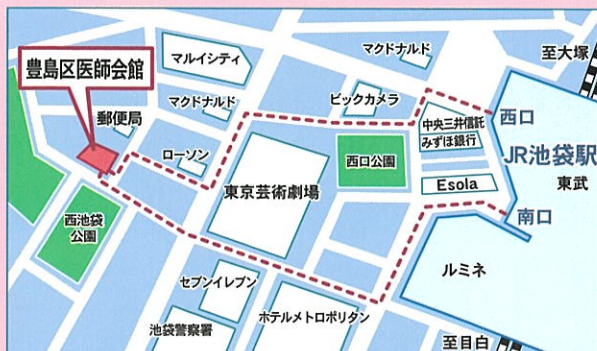 豊島区医師会館
マルイシティ
マクドナルド
至大塚
郵便局
マクドナルド
ビックカメラ
中央三井信託
みずほ銀行
西口
JR池袋駅
東武
ローソン
東京芸術劇場
西口公園
Esola
南口
西池袋
公園
ルミネ
セブンイレブン
池袋警察署
ホテルメトロポリタン
至目白